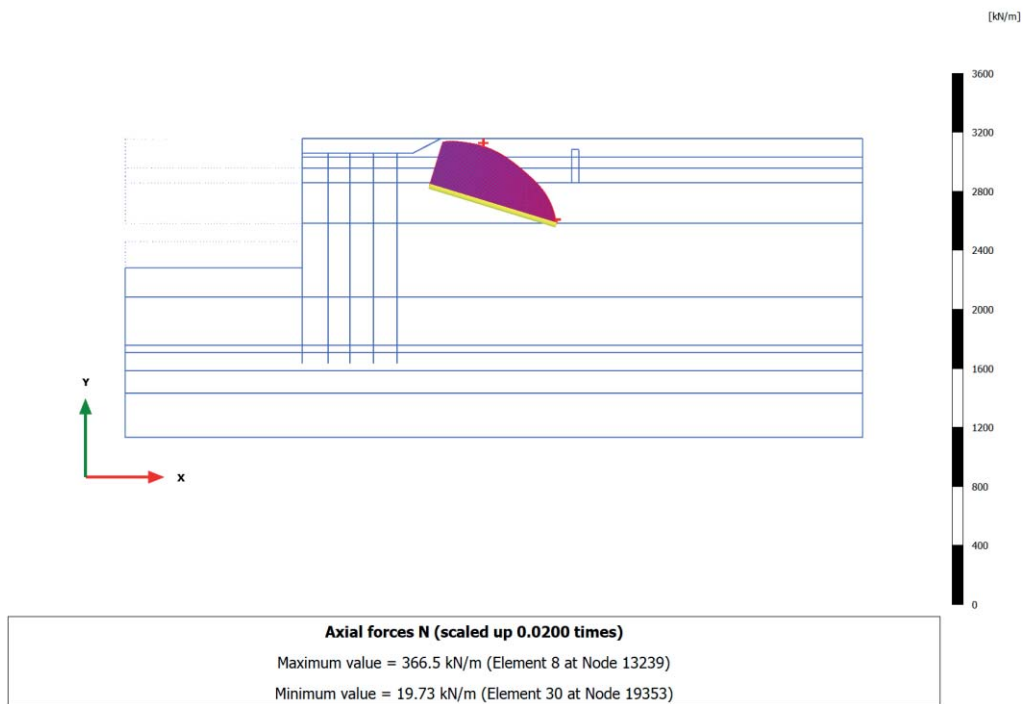 [kN/m]
3600
3200
2800
2400
2000
1600
1200
800
400
0
Y
X
Axial forces N (scaled up 0.0200 times)
Maximum value = 366.5 kN/m (Element 8 at Node 13239)
Minimum value = 19.73 kN/m (Element 30 at Node 19353)